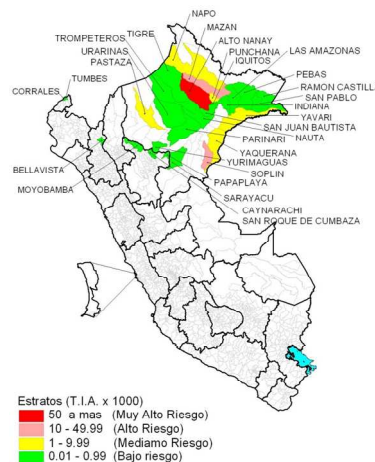 NAPO
MAZAN
TIGRE
ALTO NANAY
TROMPETEROS
PUNCHANA
LAS AMAZONAS
URARINAS
IQUITOS
PASTAZA
PEBAS
TUMBES
RAMON CASTILL
CORRALES
SAN PABLO
INDIANA
YAVARI
SAN JUAN BAUTISTA
NAUTA
PARINARI
YAQUERANA
BELLAVISTA
YURIMAGUAS
SOPLIN
MOYOBAMBA
PAPAPLAYA
SARAYACU
CAYNARACHI
SAN ROQUE DE CUMBAZA
Estratos (T.I.A. x 1000)
50 a mas (Muy Alto Riesgo)
10 - 49.99 (Alto Riesgo)
1 - 9.99 (Mediamo Riesgo)
0.01 - 0.99 (Bajo riesgo)